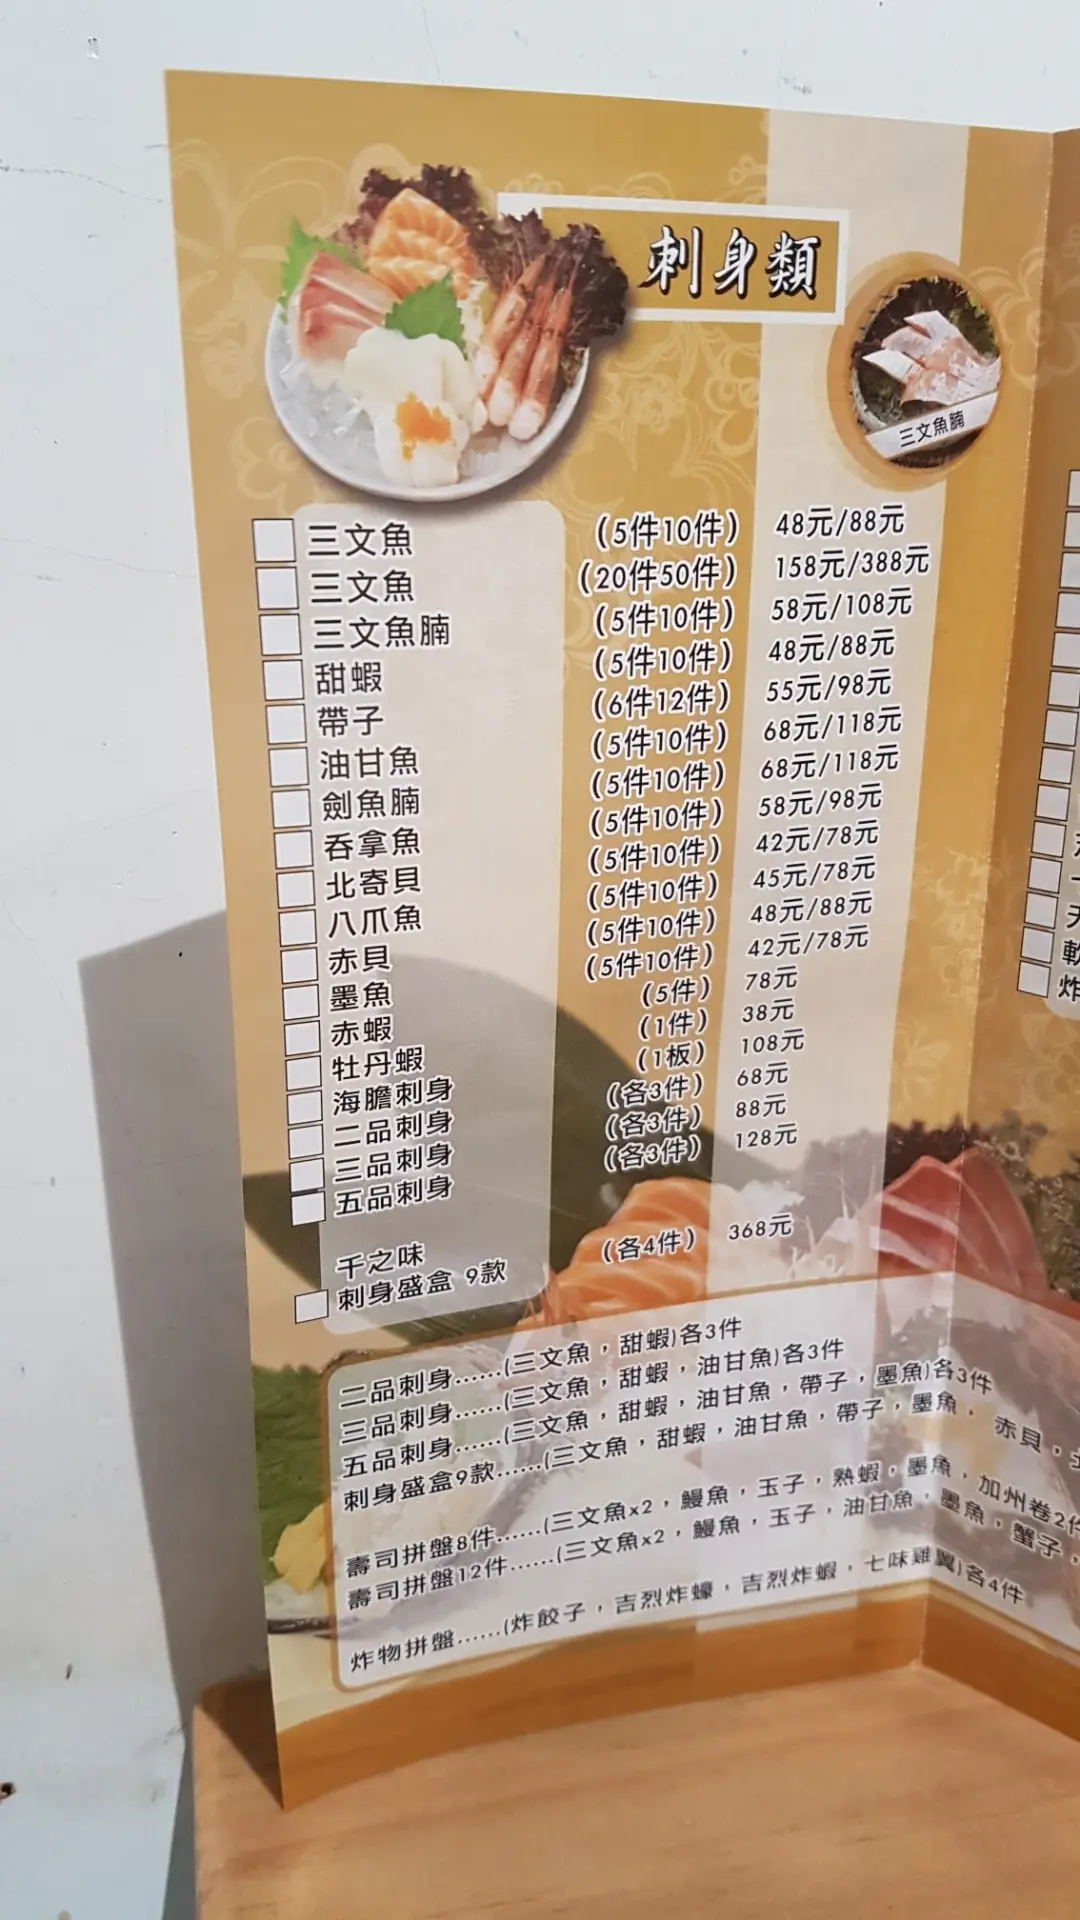 刺身類
三文魚腩
三文魚 (5件10件) 48元/88元
三文魚 (20件50件) 158元/388元
三文魚腩 (5件10件) 58元/108元
甜蝦 (5件10件) 48元/88元
帶子 (6件12件) 55元/98元
油甘魚 (5件10件) 68元/118元
劍魚腩 (5件10件) 68元/118元
吞拿魚 (5件10件) 58元/98元
北寄貝 (5件10件) 42元/78元
八爪魚 (5件10件) 45元/78元
赤貝 (5件10件) 48元/88元
墨魚 (5件10件) 42元/78元
赤蝦 (5件) 78元
牡丹蝦 (1件) 38元
海膽刺身 (1板) 108元
二品刺身 (各3件) 68元
三品刺身 (各3件) 88元
五品刺身 (各3件) 128元
千之味
刺身盛盒 9款 (各4件) 368元
二品刺身......(三文魚，甜蝦)各3件
三品刺身......(三文魚，甜蝦，油甘魚)各3件
五品刺身......(三文魚，甜蝦，油甘魚，帶子，墨魚)各3件
刺身盛盒9款......(三文魚，甜蝦，油甘魚，帶子，墨魚，赤貝，
壽司拼盤8件......(三文魚x2，鰻魚，玉子，熟蝦，墨魚，加州卷2件
壽司拼盤12件......(三文魚x2，鰻魚，玉子，油甘魚，墨魚，蟹子，
炸物拼盤......(炸餃子，吉烈炸蠔，吉烈炸蝦，七味雞翼)各4件
天
軟
炸